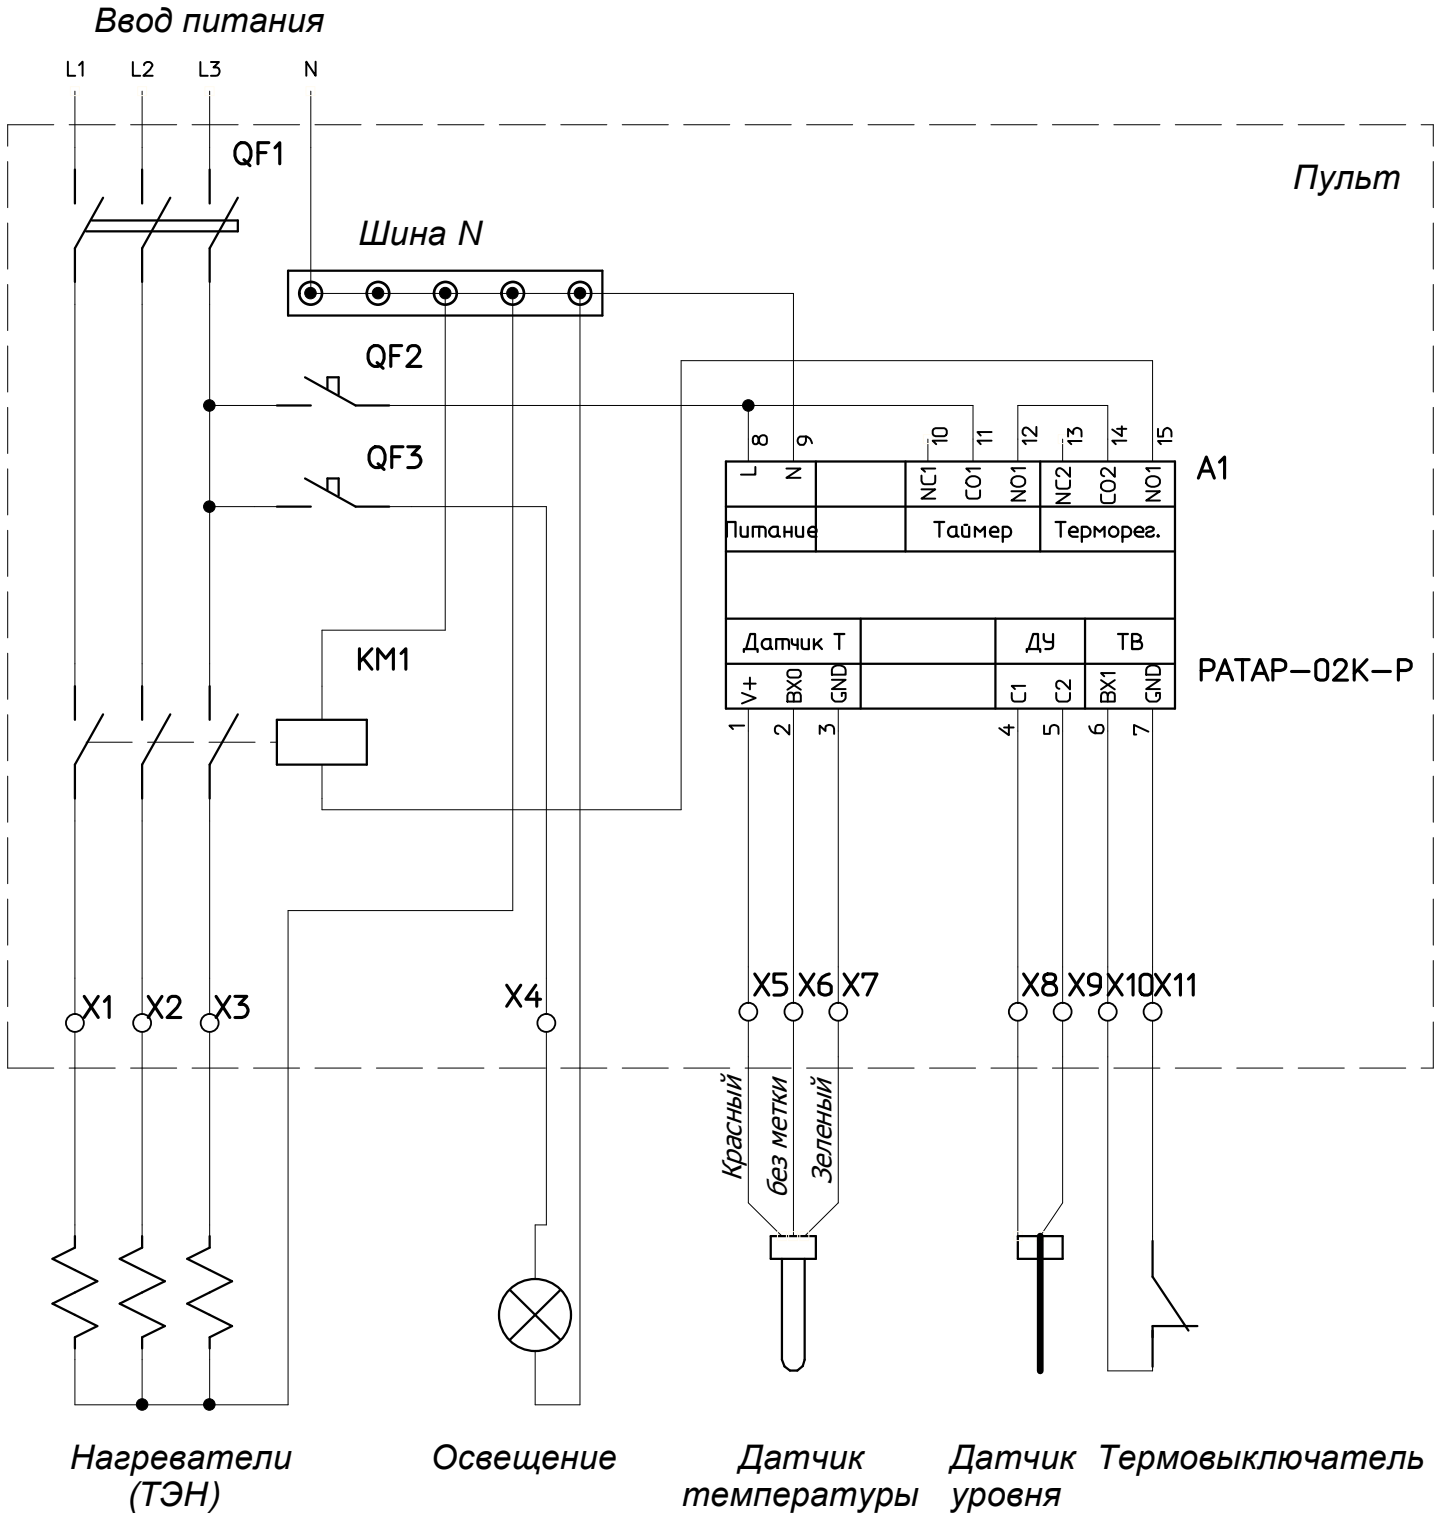 Ввод питания
L1 L2 L3 N
QF1
Пульт
Шина N
QF2
QF3
8 9 10 11 12 13 14 15
L N NC1 CO1 NO1 NC2 CO2 NO1
A1
Питание Таймер Терморег.
Датчик Т ДУ ТВ
V+ BX0 GND C1 C2 BX1 GND
РАТАР-02К-Р
1 2 3 4 5 6 7
KM1
X1 X2 X3 X4 X5 X6 X7 X8 X9 X10 X11
Красный
без метки
Зеленый
Нагреватели
(ТЭН)
Освещение
Датчик
температуры
Датчик
уровня
Термовыключатель